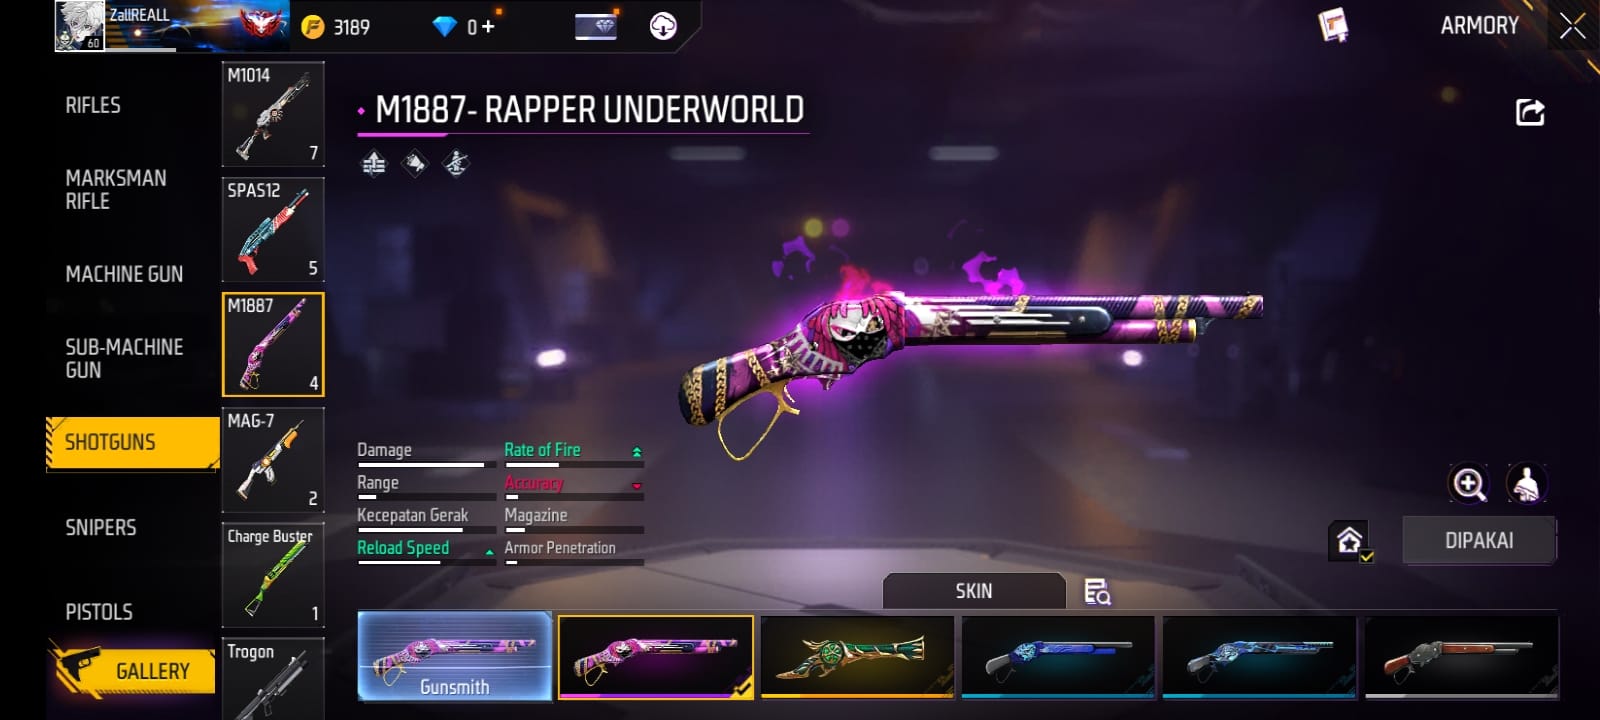 ZallREALL
60
3189
0 +
ARMORY
RIFLES
MARKSMAN
RIFLE
MACHINE GUN
SUB-MACHINE
GUN
SHOTGUNS
SNIPERS
PISTOLS
GALLERY
M1014
7
SPAS12
5
M1887
4
MAG-7
2
Charge Buster
1
Trogon
M1887- RAPPER UNDERWORLD
Damage
Rate of Fire
Range
Accuracy
Kecepatan Gerak
Magazine
Reload Speed
Armor Penetration
DIPAKAI
SKIN
Gunsmith